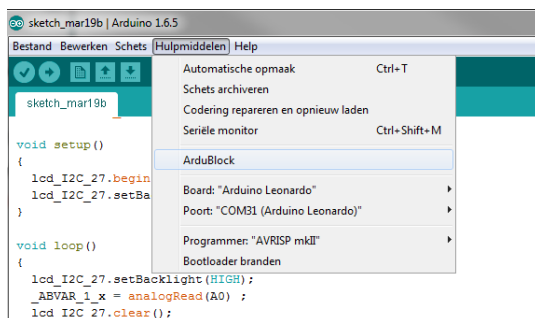 sketch_mar19b | Arduino 1.6.5
Bestand Bewerken Schets Hulpmiddelen Help
Automatische opmaak Ctrl+T
Schets archiveren
sketch_mar19b
Codering repareren en opnieuw laden
Seriële monitor Ctrl+Shift+M
void setup()
ArduBlock
{
lcd_I2C_27.begin
Board: "Arduino Leonardo"
lcd_I2C_27.setBa
Poort: "COM31 (Arduino Leonardo)"
}
Programmer: "AVRISP mkII"
void loop()
Bootloader branden
{
lcd_I2C_27.setBacklight(HIGH);
_ABVAR_1_x = analogRead(A0) ;
lcd_I2C_27.clear();